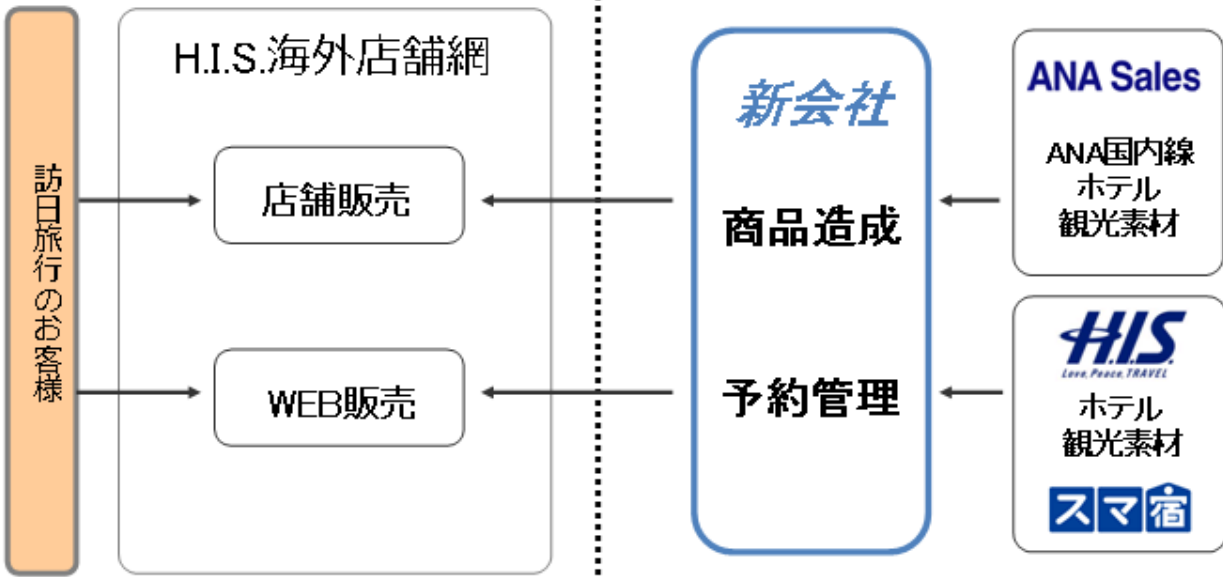 訪日旅行のお客様
H.I.S.海外店舗網
店舗販売
WEB販売
新会社
商品造成
予約管理
ANA Sales
ANA国内線
ホテル
観光素材
H.I.S.
Love, Peace, TRAVEL
ホテル
観光素材
スマ宿